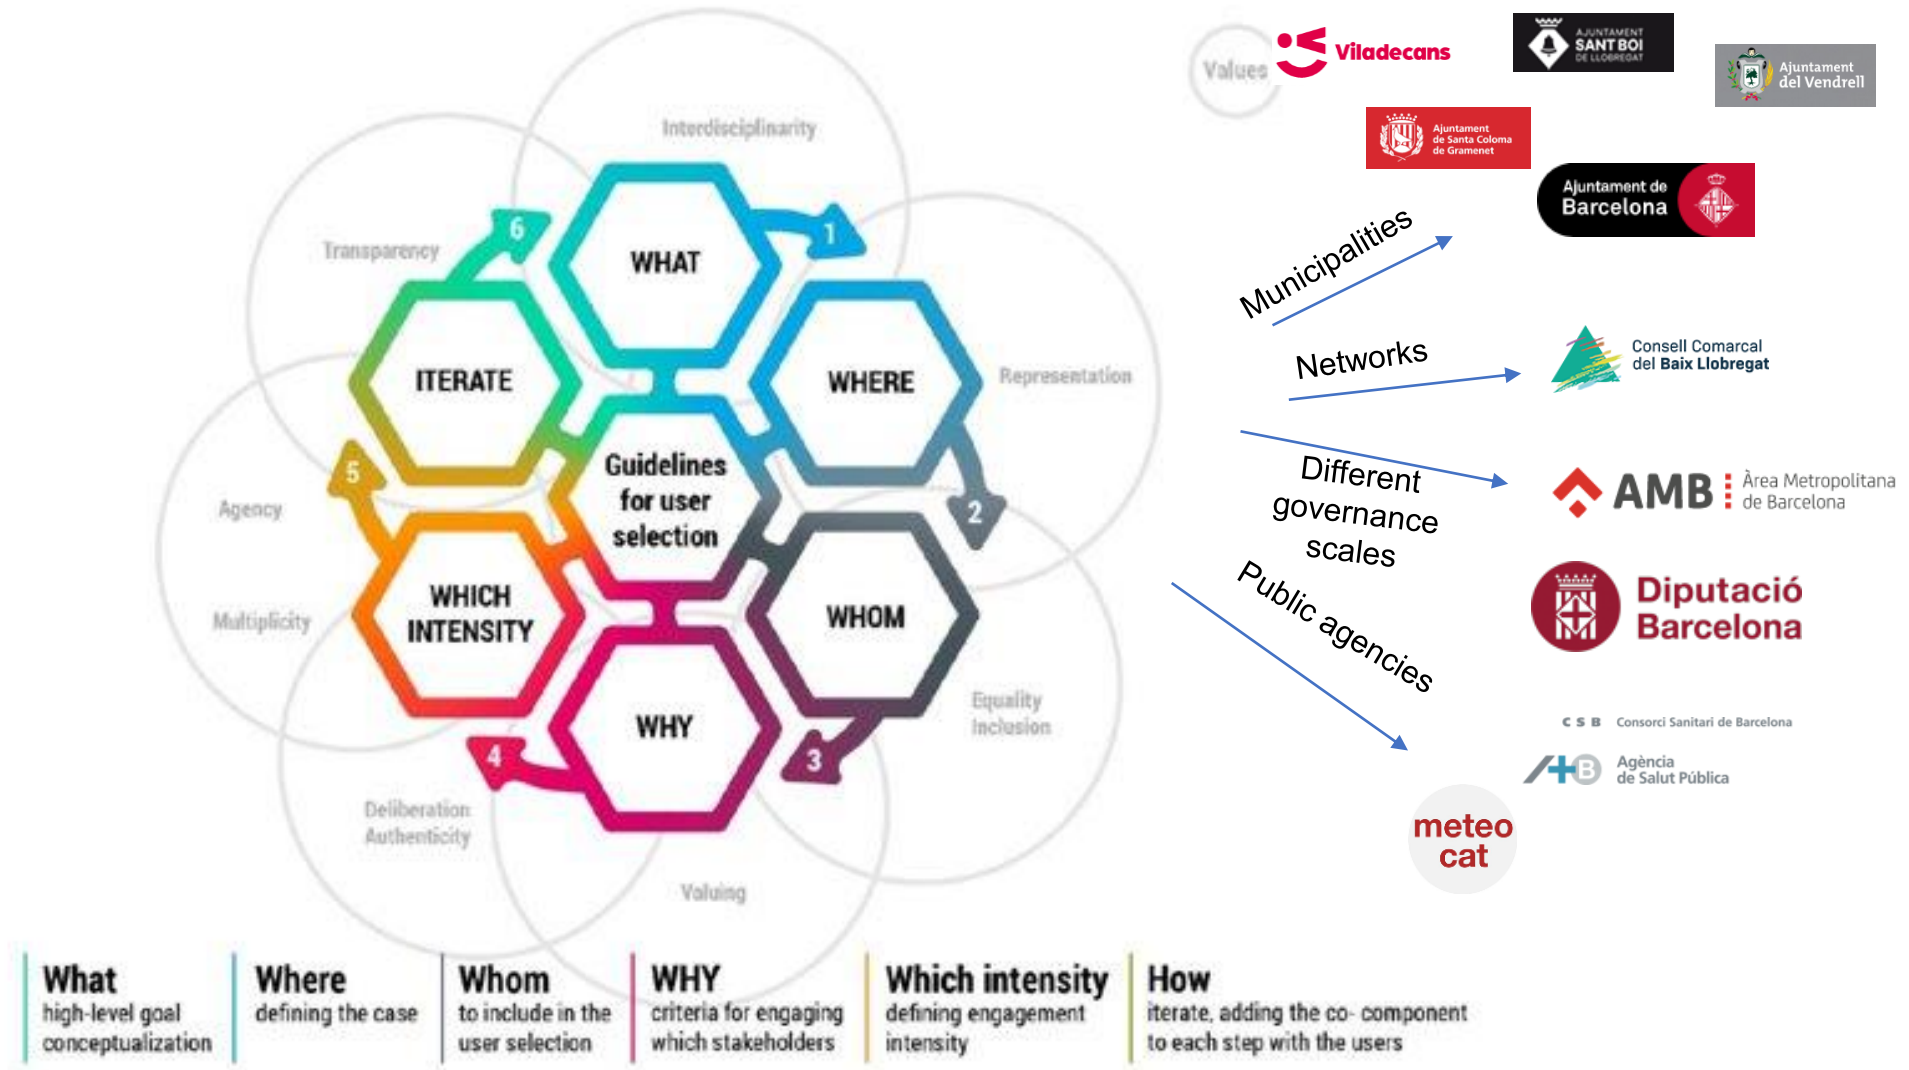 Interdisciplinarity
Transparency
6
WHAT
1
ITERATE
WHERE
Representation
5
Guidelines
for user
selection
2
Agency
Multiplicity
WHICH
INTENSITY
WHOM
WHY
Equality
Inclusion
4
3
Deliberation
Authenticity
Valuing
Values
Viladecans
AJUNTAMENT
SANT BOI
DE LLOBREGAT
Ajuntament
del Vendrell
Ajuntament
de Santa Coloma
de Gramenet
Ajuntament de
Barcelona
Municipalities
Networks
Consell Comarcal
del Baix Llobregat
Different
governance
scales
AMB
Àrea Metropolitana
de Barcelona
Public agencies
Diputació
Barcelona
CSB Consorci Sanitari de Barcelona
B
Agència
de Salut Pública
meteo
cat
What
high-level goal
conceptualization
Where
defining the case
Whom
to include in the
user selection
WHY
criteria for engaging
which stakeholders
Which intensity
defining engagement
intensity
How
iterate, adding the co- component
to each step with the users